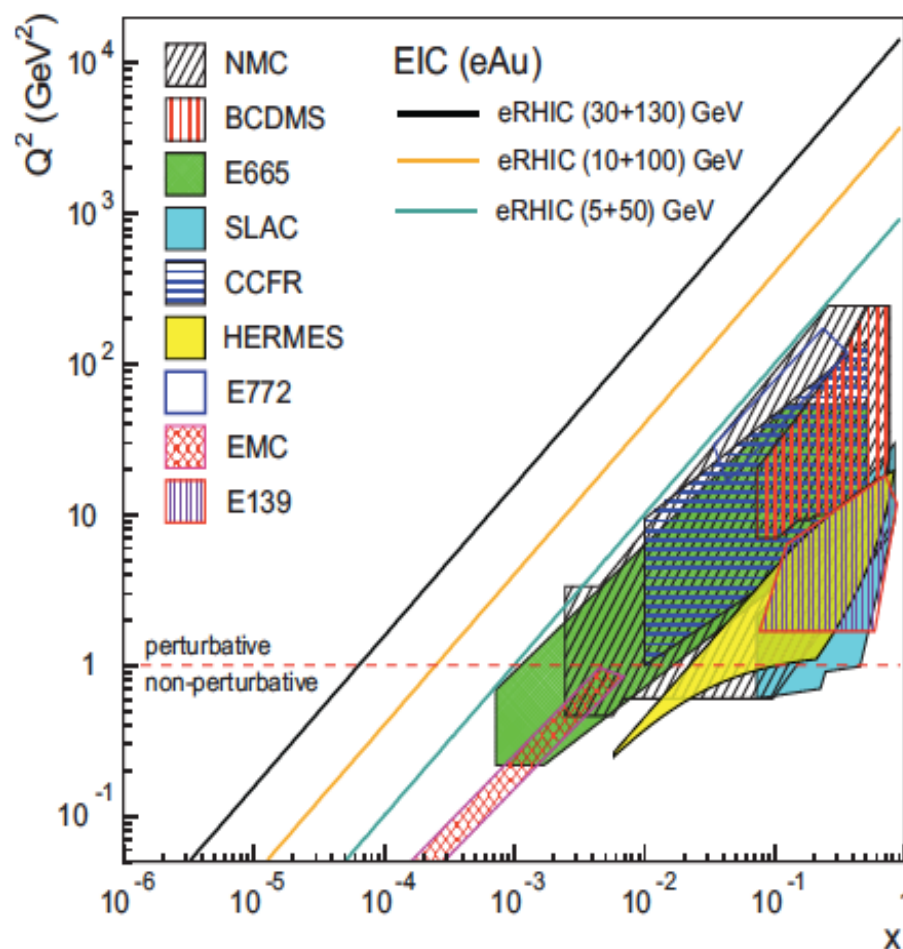 Q² (GeV²)
10⁴
10³
10²
10
1
10⁻¹
NMC
BCDMS
E665
SLAC
CCFR
HERMES
E772
EMC
E139
EIC (eAu)
eRHIC (30+130) GeV
eRHIC (10+100) GeV
eRHIC (5+50) GeV
perturbative
non-perturbative
10⁻⁶ 10⁻⁵ 10⁻⁴ 10⁻³ 10⁻² 10⁻¹ 1
x